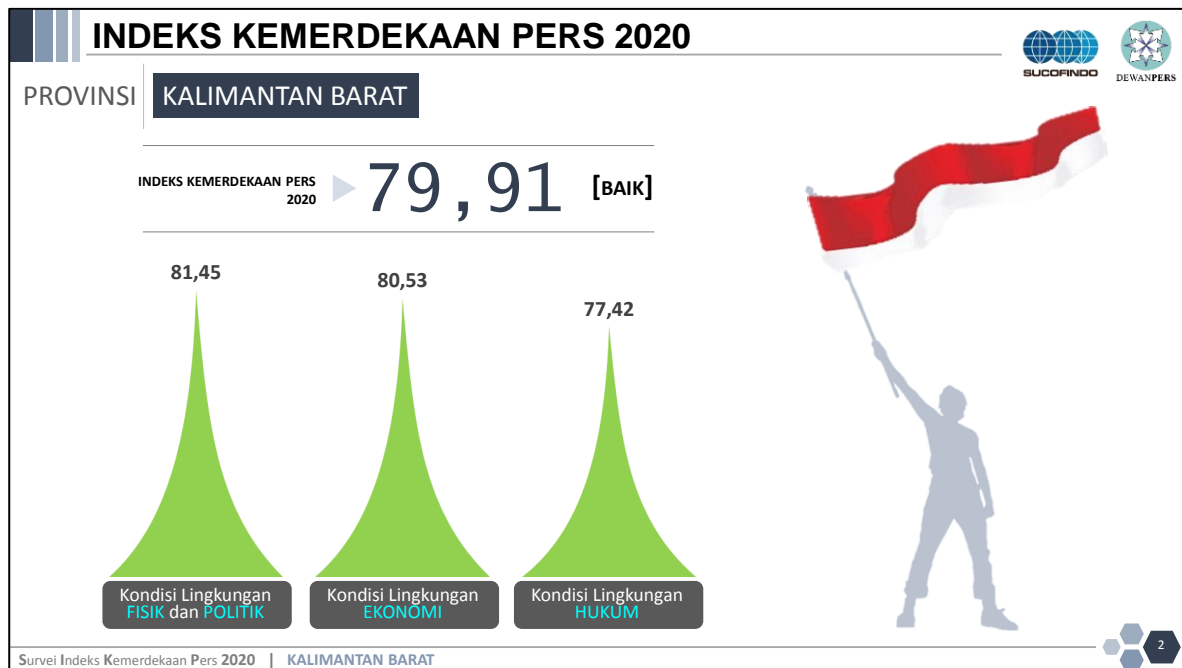 INDEKS KEMERDEKAAN PERS 2020
SUCOFINDO
DEWANPERS
PROVINSI KALIMANTAN BARAT
INDEKS KEMERDEKAAN PERS
2020
79,91 [BAIK]
81,45
80,53
77,42
Kondisi Lingkungan
FISIK dan POLITIK
Kondisi Lingkungan
EKONOMI
Kondisi Lingkungan
HUKUM
Survei Indeks Kemerdekaan Pers 2020 | KALIMANTAN BARAT
2